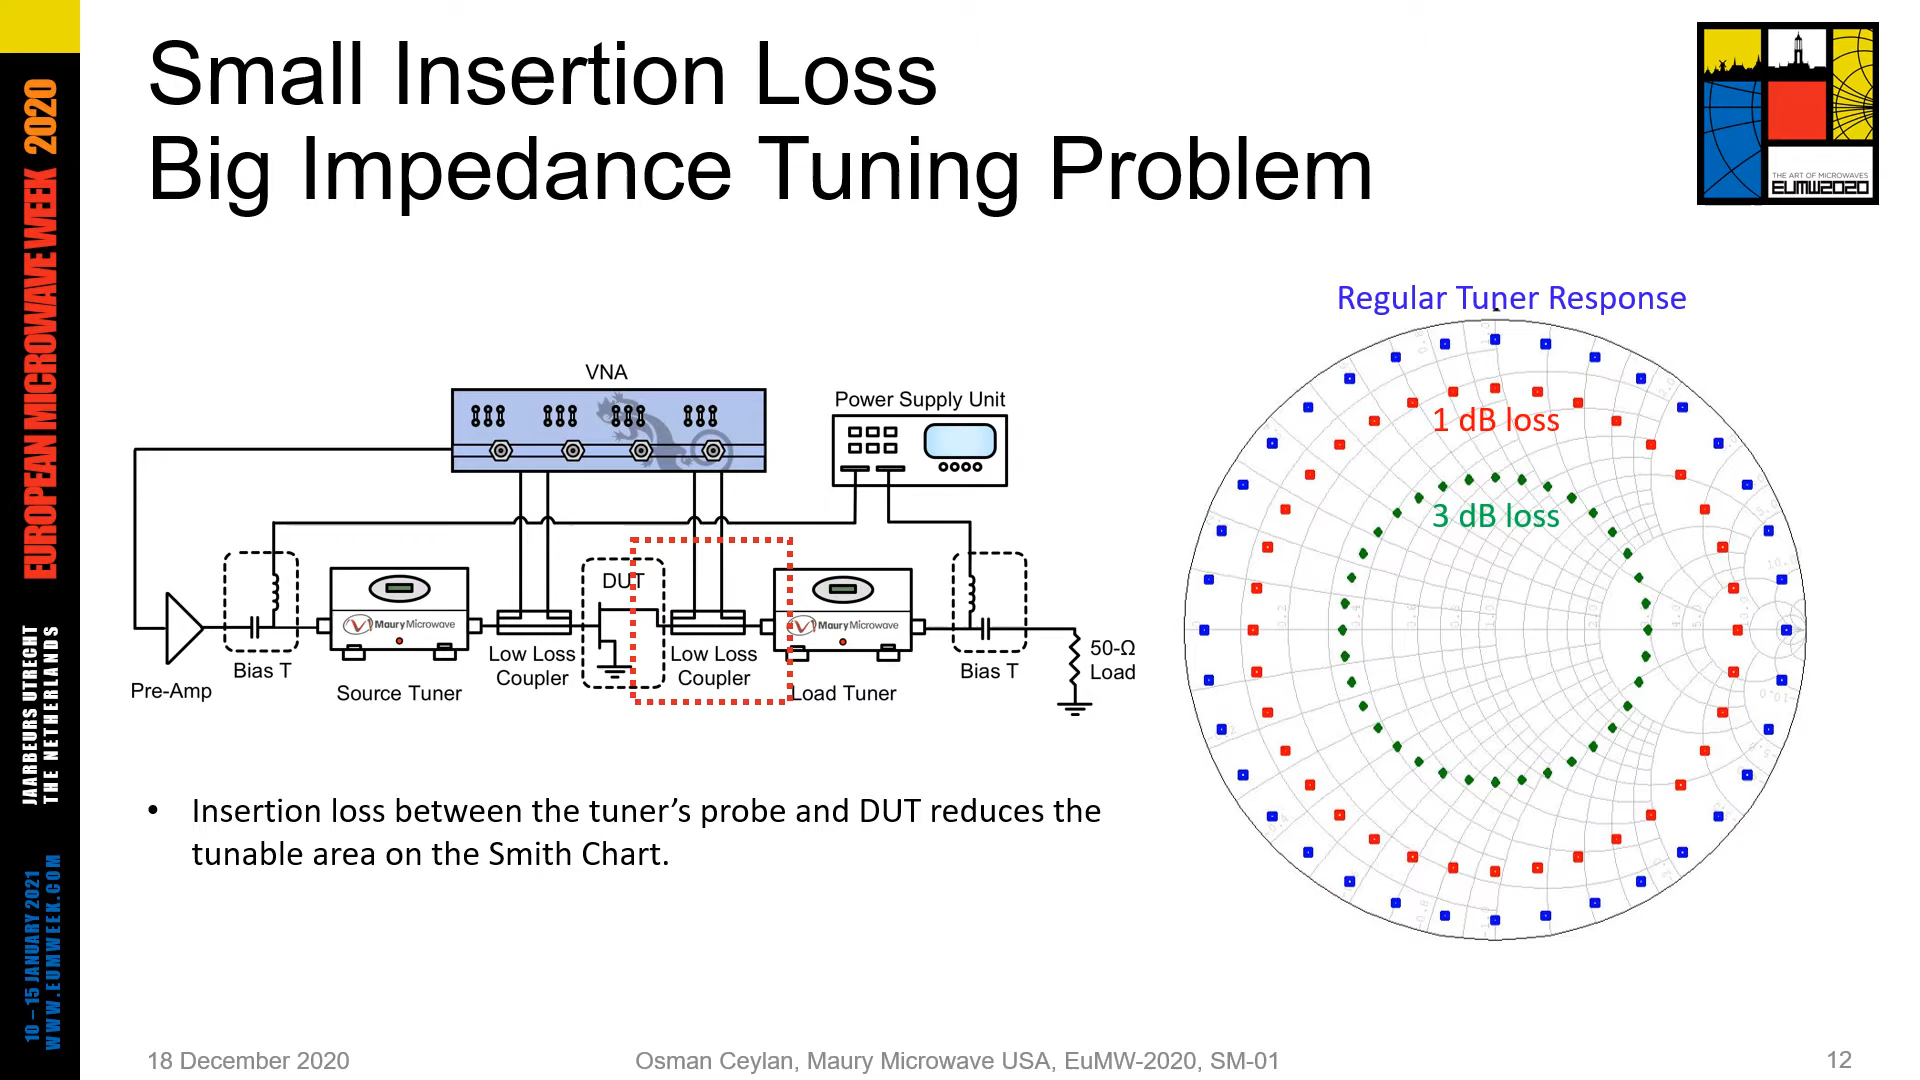 Small Insertion Loss
Big Impedance Tuning Problem
THE ART OF MICROWAVES
EUMW2020
EUROPEAN MICROWAVE WEEK 2020
JAARBEURS UTRECHT
THE NETHERLANDS
10 – 15 JANUARY 2021
WWW.EUMWEEK.COM
VNA
Power Supply Unit
DUT
Maury Microwave
Maury Microwave
Low Loss
Coupler
Low Loss
Coupler
Bias T
Bias T
50-Ω
Load
Pre-Amp
Source Tuner
Load Tuner
Regular Tuner Response
1 dB loss
3 dB loss
• Insertion loss between the tuner’s probe and DUT reduces the
tunable area on the Smith Chart.
18 December 2020
Osman Ceylan, Maury Microwave USA, EuMW-2020, SM-01
12